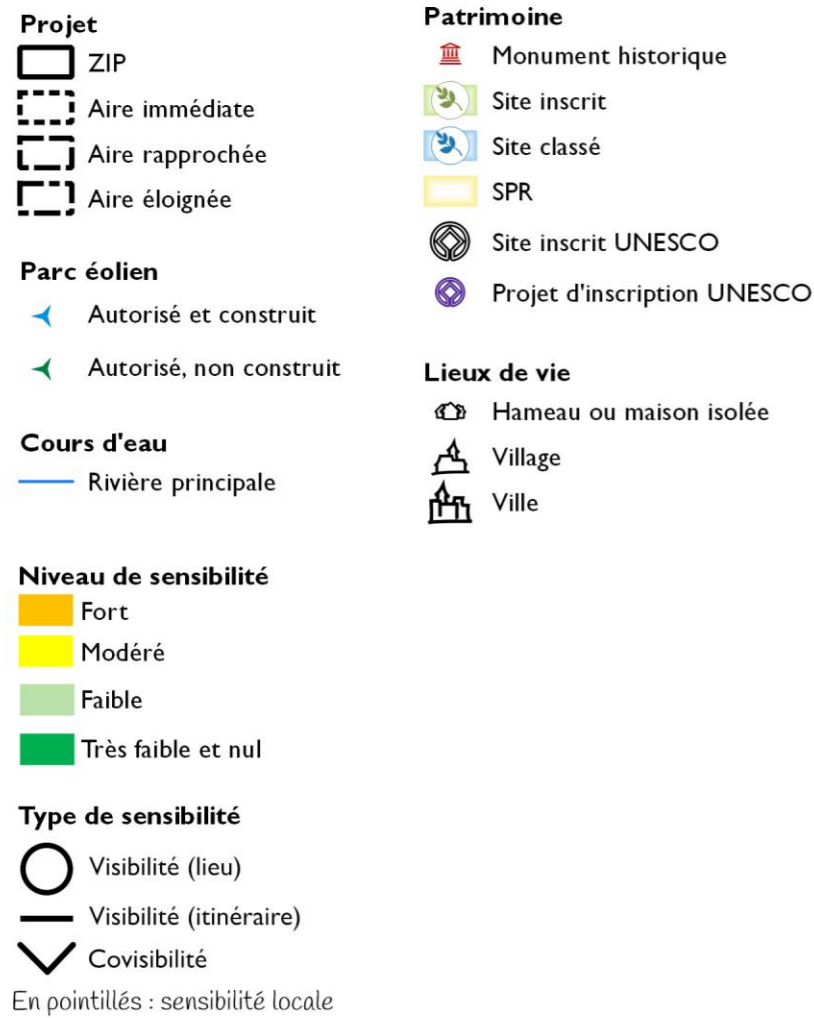 Projet
ZIP
Aire immédiate
Aire rapprochée
Aire éloignée
Parc éolien
Autorisé et construit
Autorisé, non construit
Cours d'eau
Rivière principale
Niveau de sensibilité
Fort
Modéré
Faible
Très faible et nul
Type de sensibilité
Visibilité (lieu)
Visibilité (itinéraire)
Covisibilité
En pointillés : sensibilité locale
Patrimoine
Monument historique
Site inscrit
Site classé
SPR
Site inscrit UNESCO
Projet d'inscription UNESCO
Lieux de vie
Hameau ou maison isolée
Village
Ville